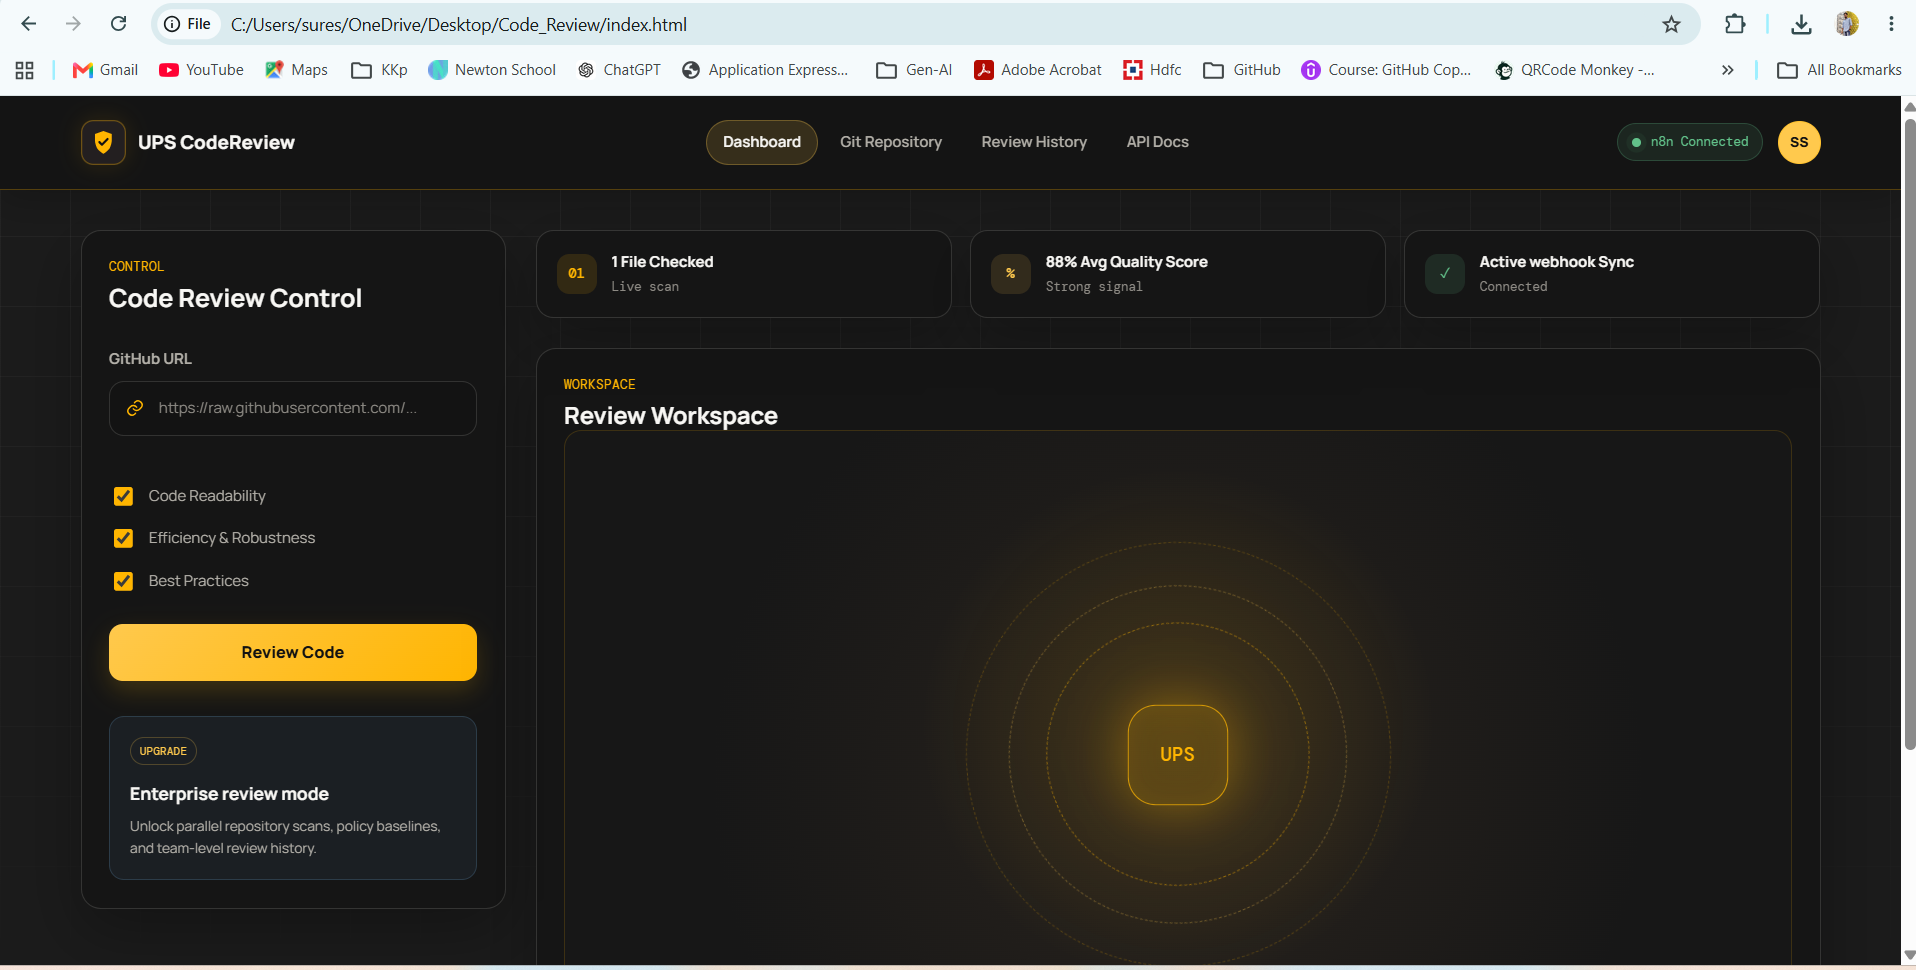 File C:/Users/sures/OneDrive/Desktop/Code_Review/index.html
Gmail YouTube Maps KKp Newton School ChatGPT Application Express... Gen-AI Adobe Acrobat Hdfc GitHub Course: GitHub Cop... QRCode Monkey -... » All Bookmarks
UPS CodeReview Dashboard Git Repository Review History API Docs n8n Connected SS
CONTROL
Code Review Control
GitHub URL
https://raw.githubusercontent.com/...
Code Readability
Efficiency & Robustness
Best Practices
Review Code
UPGRADE
Enterprise review mode
Unlock parallel repository scans, policy baselines,
and team-level review history.
01 1 File Checked
Live scan
% 88% Avg Quality Score
Strong signal
✓ Active webhook Sync
Connected
WORKSPACE
Review Workspace
UPS